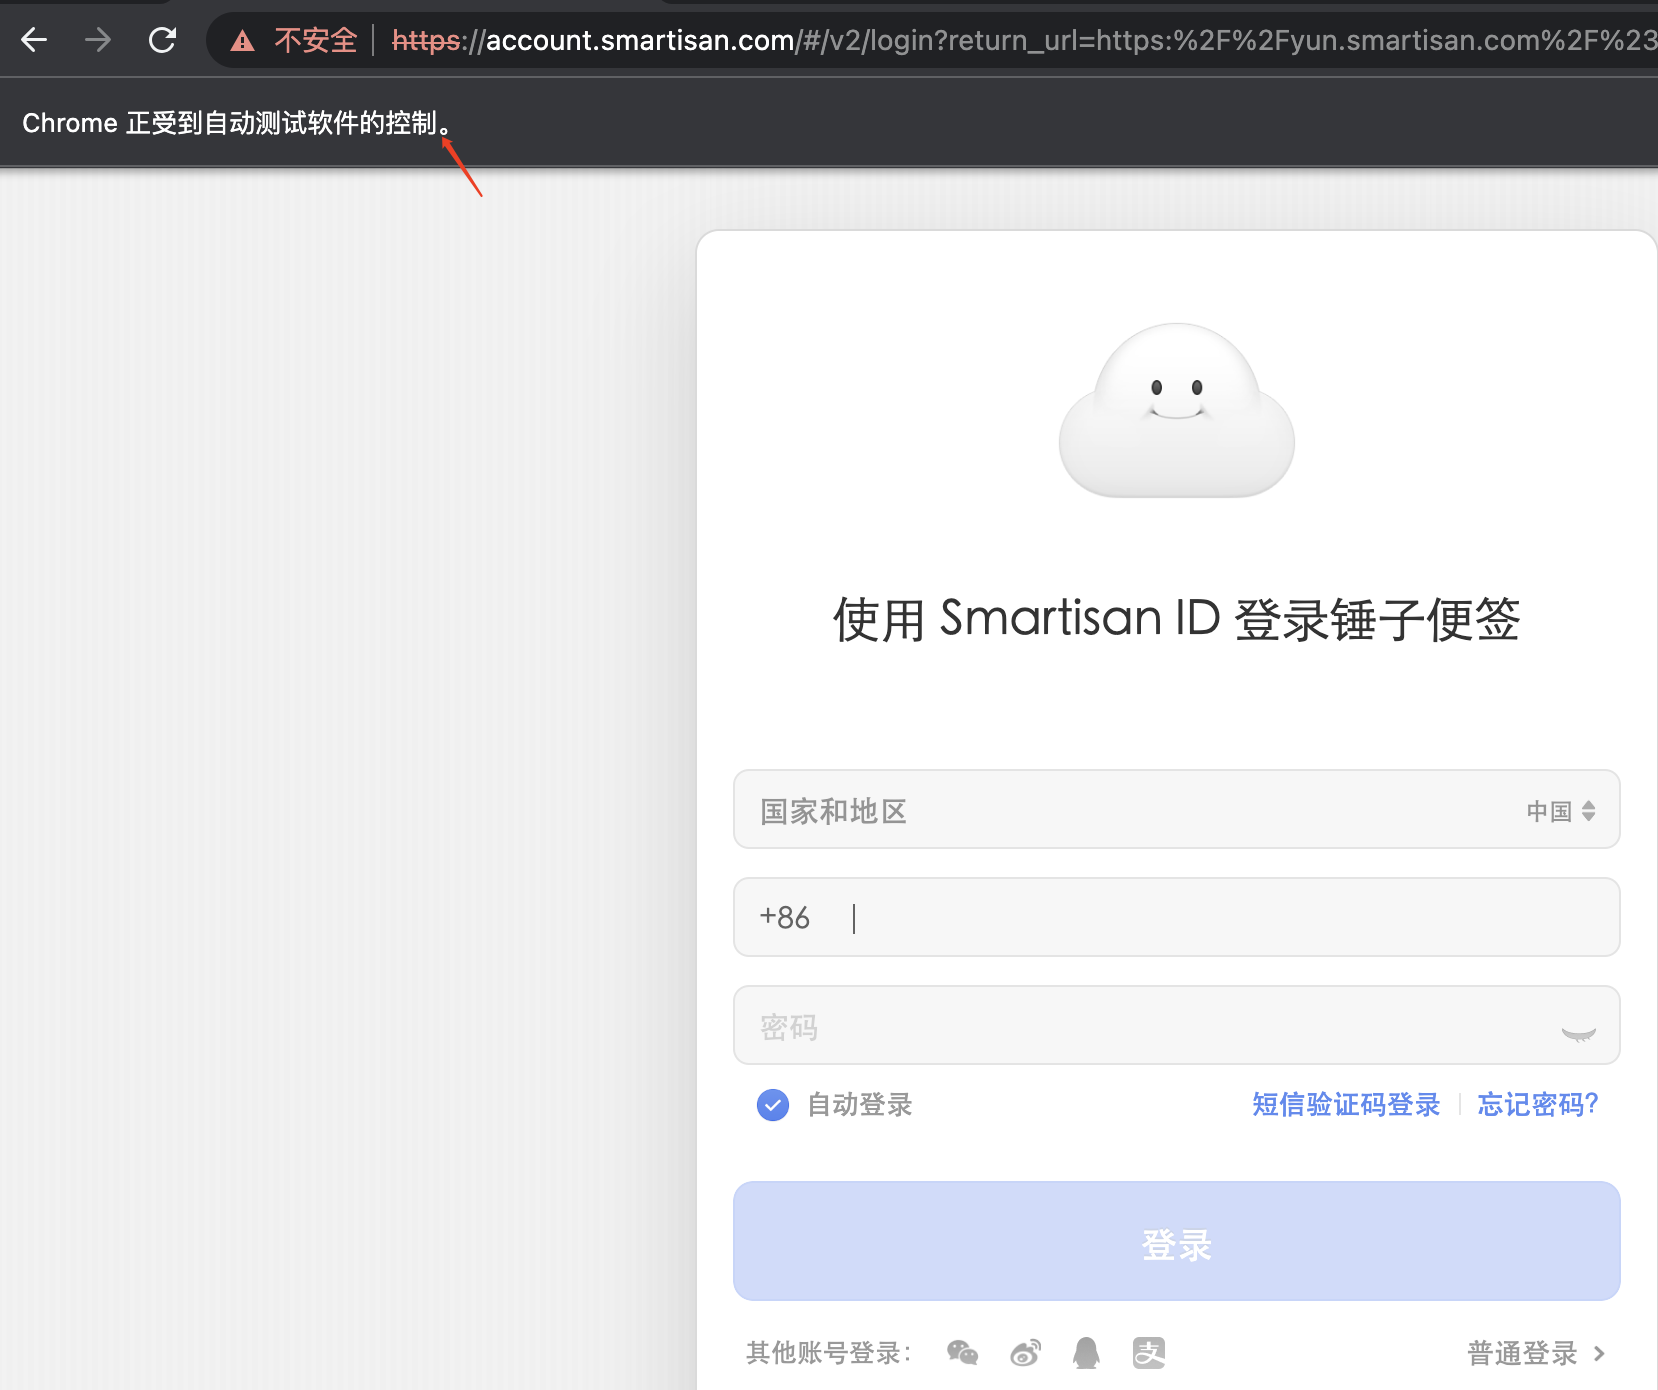 不安全 https://account.smartisan.com/#/v2/login?return_url=https:%2F%2Fyun.smartisan.com%2F%23
Chrome 正受到自动测试软件的控制。
使用 Smartisan ID 登录锤子便签
国家和地区 中国
+86
密码
自动登录 短信验证码登录 忘记密码?
登录
其他账号登录: 支 普通登录